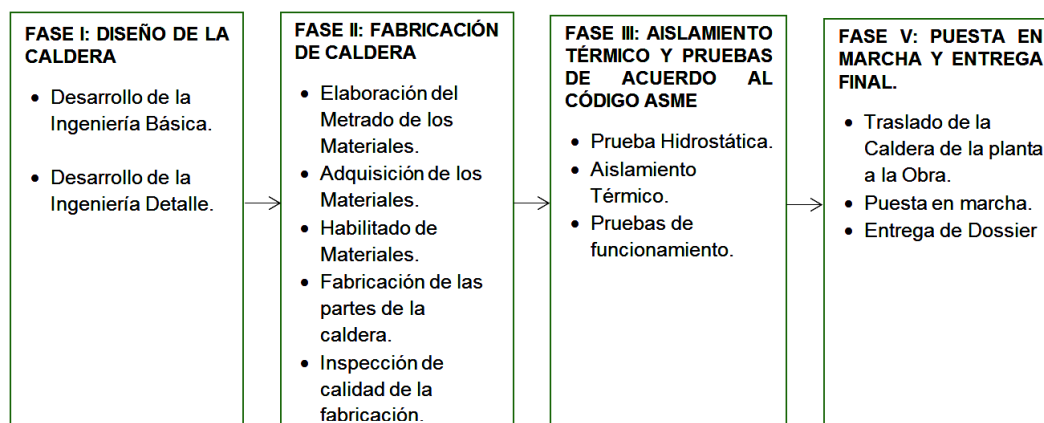 FASE I: DISEÑO DE LA
CALDERA
• Desarrollo de la
Ingeniería Básica.
• Desarrollo de la
Ingeniería Detalle.
FASE II: FABRICACIÓN
DE CALDERA
• Elaboración del
Metrado de los
Materiales.
• Adquisición de los
Materiales.
• Habilitado de
Materiales.
• Fabricación de las
partes de la
caldera.
• Inspección de
calidad de la
fabricación.
FASE III: AISLAMIENTO
TÉRMICO Y PRUEBAS
DE ACUERDO AL
CÓDIGO ASME
• Prueba Hidrostática.
• Aislamiento
Térmico.
• Pruebas de
funcionamiento.
FASE V: PUESTA EN
MARCHA Y ENTREGA
FINAL.
• Traslado de la
Caldera de la planta
a la Obra.
• Puesta en marcha.
• Entrega de Dossier